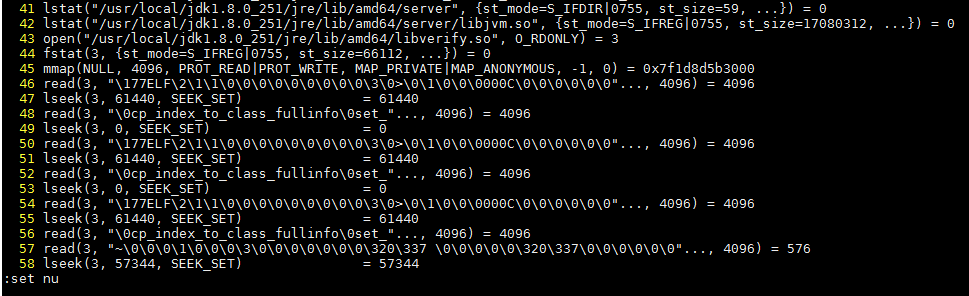 41 lstat("/usr/local/jdk1.8.0_251/jre/lib/amd64/server", {st_mode=S_IFDIR|0755, st_size=59, ...}) = 0
42 lstat("/usr/local/jdk1.8.0_251/jre/lib/amd64/server/libjvm.so", {st_mode=S_IFREG|0755, st_size=17080312, ...}) = 0
43 open("/usr/local/jdk1.8.0_251/jre/lib/amd64/libverify.so", O_RDONLY) = 3
44 fstat(3, {st_mode=S_IFREG|0755, st_size=66112, ...}) = 0
45 mmap(NULL, 4096, PROT_READ|PROT_WRITE, MAP_PRIVATE|MAP_ANONYMOUS, -1, 0) = 0x7f1d8d5b3000
46 read(3, "\177ELF\2\1\1\0\0\0\0\0\0\0\0\0\3\0>\0\1\0\0\0000C\0\0\0\0\0\0"..., 4096) = 4096
47 lseek(3, 61440, SEEK_SET) = 61440
48 read(3, "\0cp_index_to_class_fullinfo\0set_"..., 4096) = 4096
49 lseek(3, 0, SEEK_SET) = 0
50 read(3, "\177ELF\2\1\1\0\0\0\0\0\0\0\0\0\3\0>\0\1\0\0\0000C\0\0\0\0\0\0"..., 4096) = 4096
51 lseek(3, 61440, SEEK_SET) = 61440
52 read(3, "\0cp_index_to_class_fullinfo\0set_"..., 4096) = 4096
53 lseek(3, 0, SEEK_SET) = 0
54 read(3, "\177ELF\2\1\1\0\0\0\0\0\0\0\0\0\3\0>\0\1\0\0\0000C\0\0\0\0\0\0"..., 4096) = 4096
55 lseek(3, 61440, SEEK_SET) = 61440
56 read(3, "\0cp_index_to_class_fullinfo\0set_"..., 4096) = 4096
57 read(3, "~\0\0\0\1\0\0\0\3\0\0\0\0\0\0\0\320\337 \0\0\0\0\0\320\337\0\0\0\0\0\0"..., 4096) = 576
58 lseek(3, 57344, SEEK_SET) = 57344
:set nu